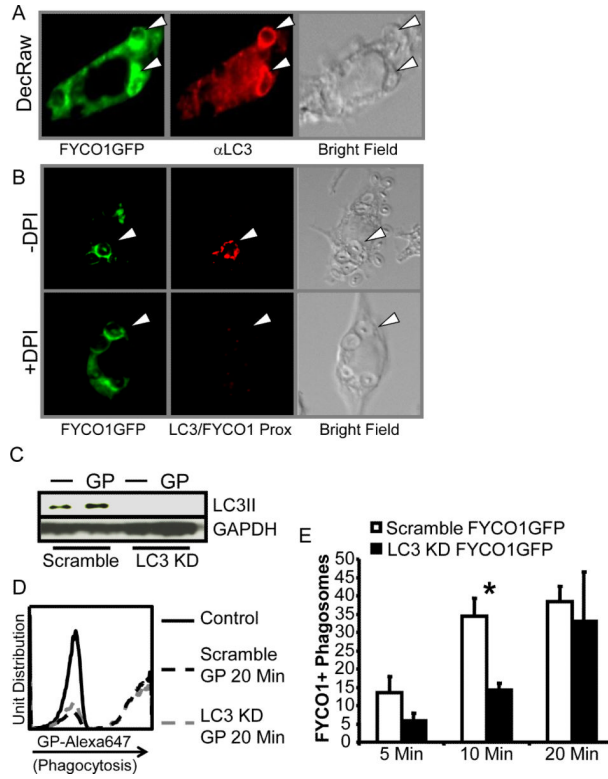 A
DecRaw
FYCO1GFP
αLC3
Bright Field
B
-DPI
+DPI
FYCO1GFP
LC3/FYCO1 Prox
Bright Field
C
— GP — GP
LC3II
GAPDH
Scramble
LC3 KD
D
Unit Distribution
GP-Alexa647
(Phagocytosis)
Control
Scramble
GP 20 Min
LC3 KD
GP 20 Min
E
Scramble FYCO1GFP
LC3 KD FYCO1GFP
FYCO1+ Phagosomes
50
45
40
35
30
25
20
15
10
5
0
*
5 Min
10 Min
20 Min